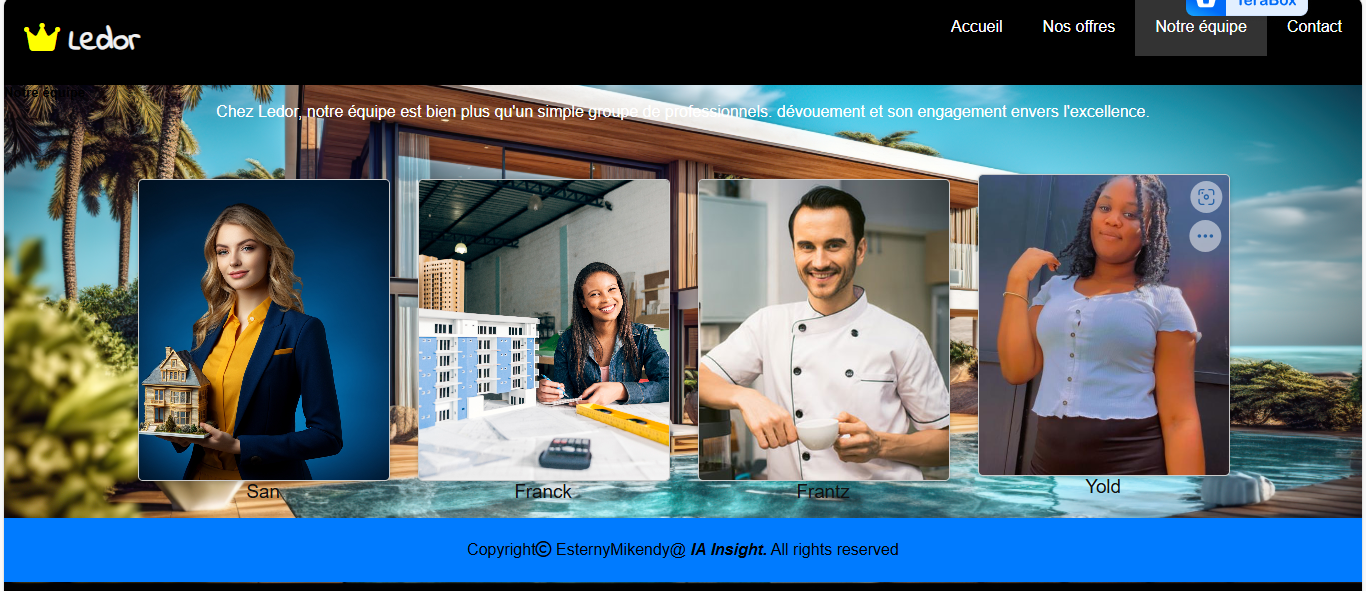 TeraBox
Ledor
Accueil Nos offres Notre équipe Contact
Notre équipe
Chez Ledor, notre équipe est bien plus qu'un simple groupe de professionnels. dévouement et son engagement envers l'excellence.
San Franck Frantz Yold
Copyright© EsternyMikendy@ IA Insight. All rights reserved